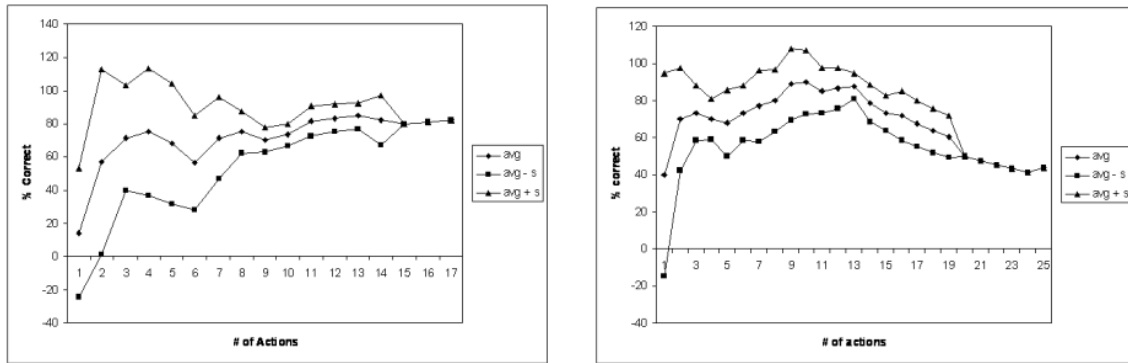 140
120
100
80
60
40
20
0
-20
-40
1 2 3 4 5 6 7 8 9 10 11 12 13 14 15 16 17
% Correct
# of Actions
avg
avg - s
avg + s
120
100
80
60
40
20
0
-20
-40
1 3 5 7 9 11 13 15 17 19 21 23 25
% correct
# of actions
avg
avg - s
avg + s